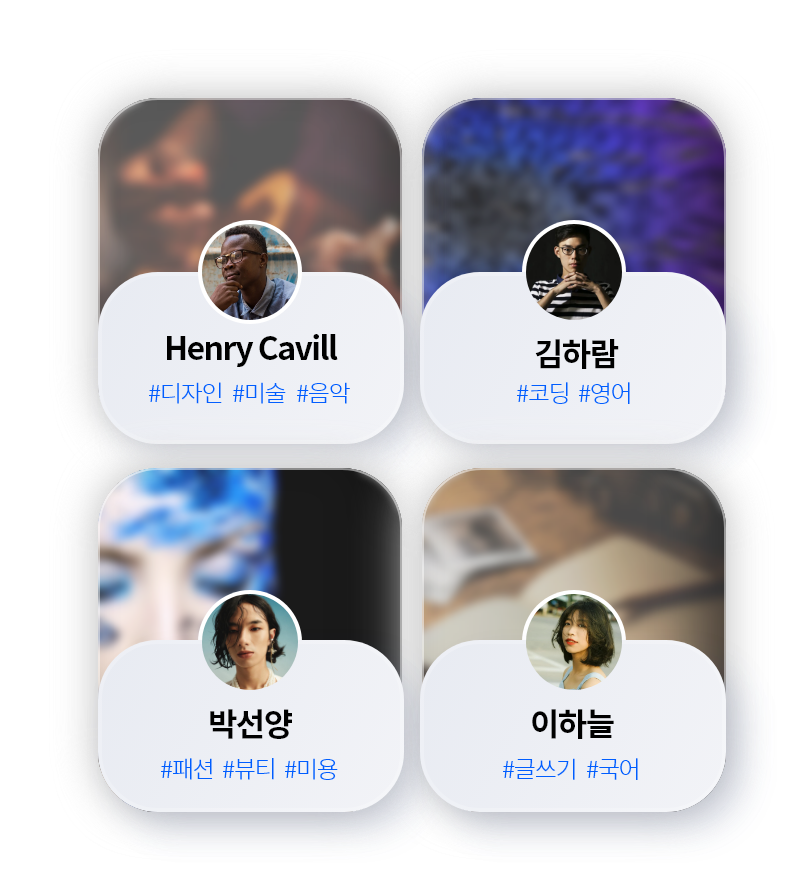 Henry Cavill
#디자인 #미술 #음악
김하람
#코딩 #영어
박선양
#패션 #뷰티 #미용
이하늘
#글쓰기 #국어